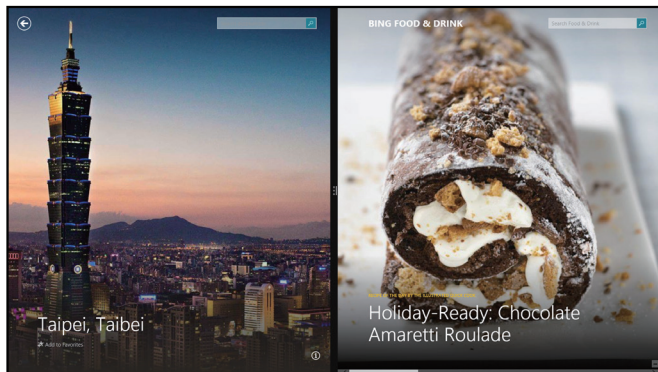 Taipei, Taibei
Add to Favorites
BING FOOD & DRINK
Search Food & Drink
Holiday-Ready: Chocolate
Amaretti Roulade